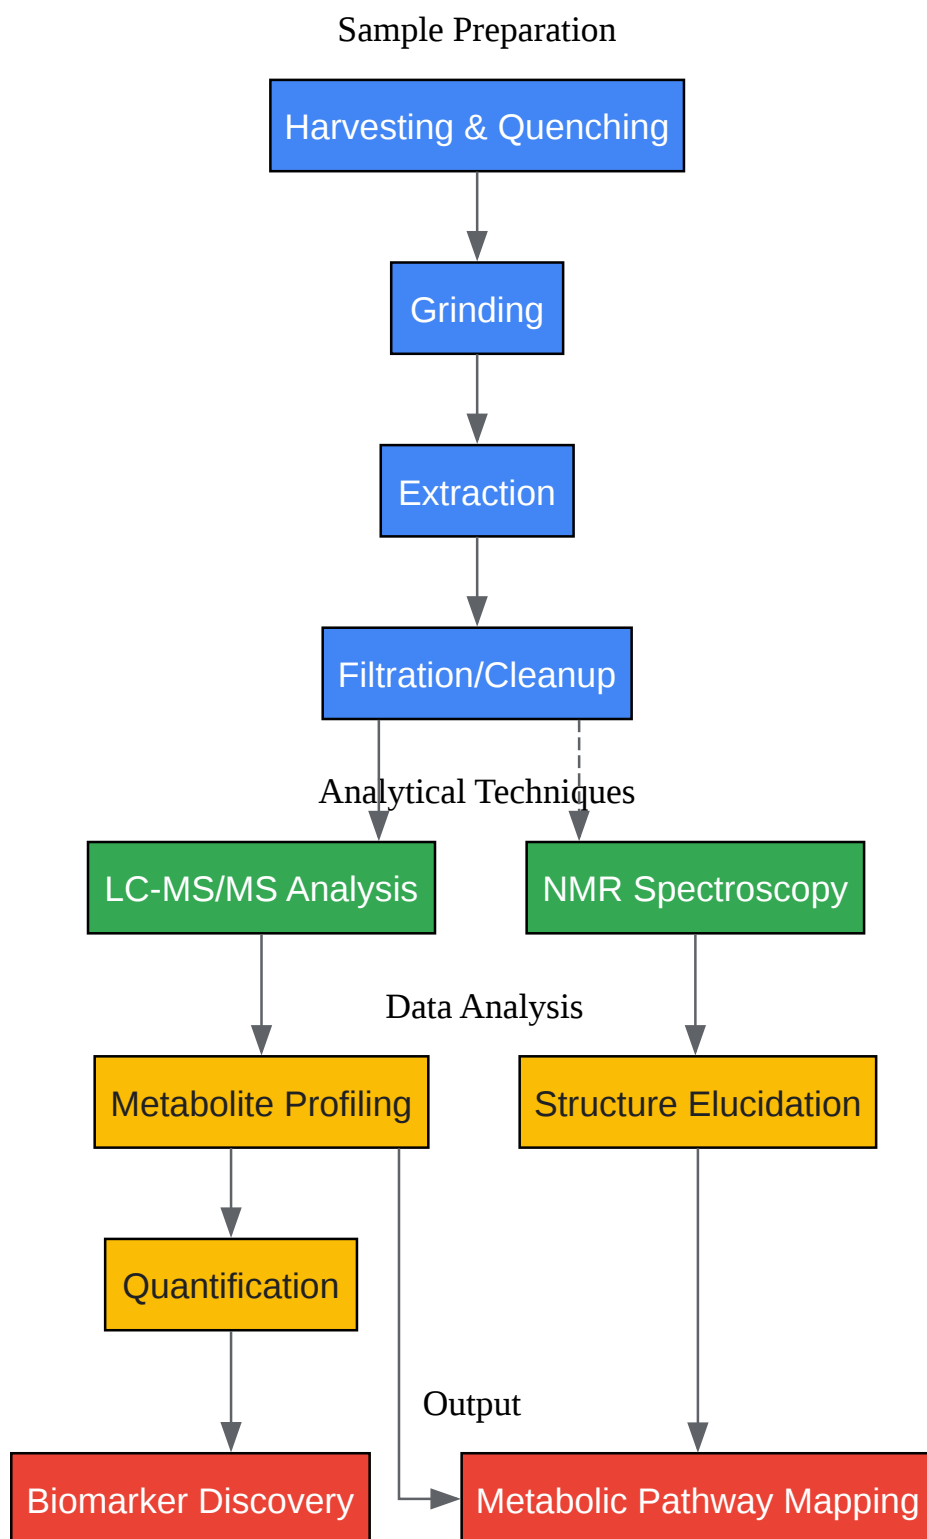 Sample Preparation
Harvesting & Quenching
Grinding
Extraction
Filtration/Cleanup
Analytical Techniques
LC-MS/MS Analysis
NMR Spectroscopy
Data Analysis
Metabolite Profiling
Structure Elucidation
Quantification
Output
Biomarker Discovery
Metabolic Pathway Mapping